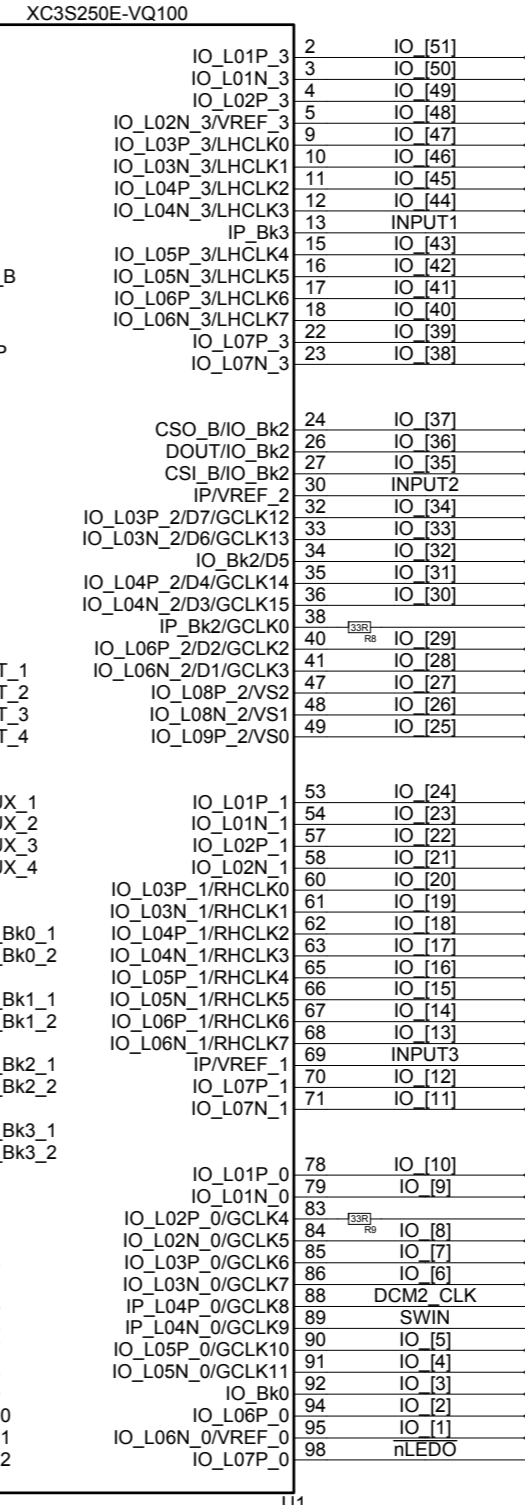 XC3S250E-VQ100
IO_L01P_3 2 IO_[51]
IO_L01N_3 3 IO_[50]
IO_L02P_3 4 IO_[49]
IO_L02N_3/VREF_3 5 IO_[48]
IO_L03P_3/LHCLK0 9 IO_[47]
IO_L03N_3/LHCLK1 10 IO_[46]
IO_L04P_3/LHCLK2 11 IO_[45]
IO_L04N_3/LHCLK3 12 IO_[44]
IP_Bk3 13 INPUT1
IO_L05P_3/LHCLK4 15 IO_[43]
_B IO_L05N_3/LHCLK5 16 IO_[42]
IO_L06P_3/LHCLK6 17 IO_[41]
IO_L06N_3/LHCLK7 18 IO_[40]
IO_L07P_3 22 IO_[39]
P IO_L07N_3 23 IO_[38]
CSO_B/IO_Bk2 24 IO_[37]
DOUT/IO_Bk2 26 IO_[36]
CSI_B/IO_Bk2 27 IO_[35]
IP/VREF_2 30 INPUT2
IO_L03P_2/D7/GCLK12 32 IO_[34]
IO_L03N_2/D6/GCLK13 33 IO_[33]
IO_Bk2/D5 34 IO_[32]
IO_L04P_2/D4/GCLK14 35 IO_[31]
IO_L04N_2/D3/GCLK15 36 IO_[30]
IP_Bk2/GCLK0 38 33R R8
IO_L06P_2/D2/GCLK2 40 IO_[29]
T_1 IO_L06N_2/D1/GCLK3 41 IO_[28]
T_2 IO_L08P_2/VS2 47 IO_[27]
T_3 IO_L08N_2/VS1 48 IO_[26]
T_4 IO_L09P_2/VS0 49 IO_[25]
UX_1 IO_L01P_1 53 IO_[24]
UX_2 IO_L01N_1 54 IO_[23]
UX_3 IO_L02P_1 57 IO_[22]
UX_4 IO_L02N_1 58 IO_[21]
IO_L03P_1/RHCLK0 60 IO_[20]
IO_L03N_1/RHCLK1 61 IO_[19]
_Bk0_1 IO_L04P_1/RHCLK2 62 IO_[18]
_Bk0_2 IO_L04N_1/RHCLK3 63 IO_[17]
IO_L05P_1/RHCLK4 65 IO_[16]
_Bk1_1 IO_L05N_1/RHCLK5 66 IO_[15]
_Bk1_2 IO_L06P_1/RHCLK6 67 IO_[14]
IO_L06N_1/RHCLK7 68 IO_[13]
_Bk2_1 IP/VREF_1 69 INPUT3
_Bk2_2 IO_L07P_1 70 IO_[12]
IO_L07N_1 71 IO_[11]
_Bk3_1
_Bk3_2
IO_L01P_0 78 IO_[10]
IO_L01N_0 79 IO_[9]
IO_L02P_0/GCLK4 83 33R R9
IO_L02N_0/GCLK5 84 IO_[8]
IO_L03P_0/GCLK6 85 IO_[7]
IO_L03N_0/GCLK7 86 IO_[6]
IP_L04P_0/GCLK8 88 DCM2_CLK
IP_L04N_0/GCLK9 89 SWIN
IO_L05P_0/GCLK10 90 IO_[5]
IO_L05N_0/GCLK11 91 IO_[4]
IO_Bk0 92 IO_[3]
0 IO_L06P_0 94 IO_[2]
1 IO_L06N_0/VREF_0 95 IO_[1]
2 IO_L07P_0 98 nLEDO
U1